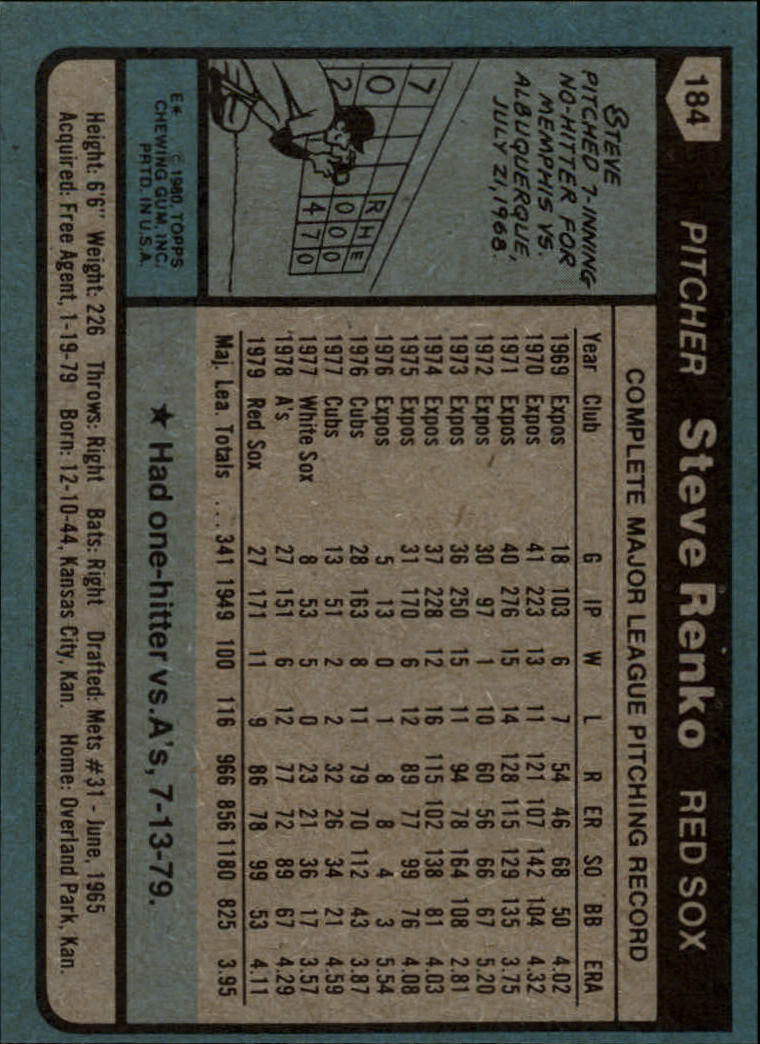 184 PITCHER Steve Renko RED SOX
COMPLETE MAJOR LEAGUE PITCHING RECORD
Year Club G IP W L R ER SO BB ERA
1969 Expos 18 103 6 7 54 46 68 50 4.02
1970 Expos 41 223 13 11 121 107 142 104 4.32
1971 Expos 40 276 15 14 128 115 129 135 3.75
1972 Expos 30 97 1 10 60 56 66 67 5.20
1973 Expos 36 250 15 11 94 78 164 108 2.81
1974 Expos 37 228 12 16 115 102 138 81 4.03
1975 Expos 31 170 6 12 89 77 99 76 4.08
1976 Expos 5 13 0 1 8 8 4 3 5.54
1976 Cubs 28 163 8 11 79 70 112 43 3.87
1977 Cubs 13 51 2 2 32 26 34 21 4.59
1977 White Sox 8 53 5 0 23 21 36 17 3.57
1978 A's 27 151 6 12 77 72 89 67 4.29
1979 Red Sox 27 171 11 9 86 78 99 53 4.11
Maj. Lea. Totals ... 341 1949 100 116 966 856 1180 825 3.95
STEVE
PITCHED 7-INNING
NO-HITTER FOR
MEMPHIS VS.
ALBUQUERQUE,
JULY 21, 1968.
7 R H E
0 0 0 0
2 4 7 0
E* © 1980, TOPPS
CHEWING GUM, INC.
PRTD. IN U.S.A.
★ Had one-hitter vs. A's, 7-13-79.
Height: 6'6" Weight: 226 Throws: Right Bats: Right Drafted: Mets #31 - June, 1965
Acquired: Free Agent, 1-19-79 Born: 12-10-44, Kansas City, Kan. Home: Overland Park, Kan.